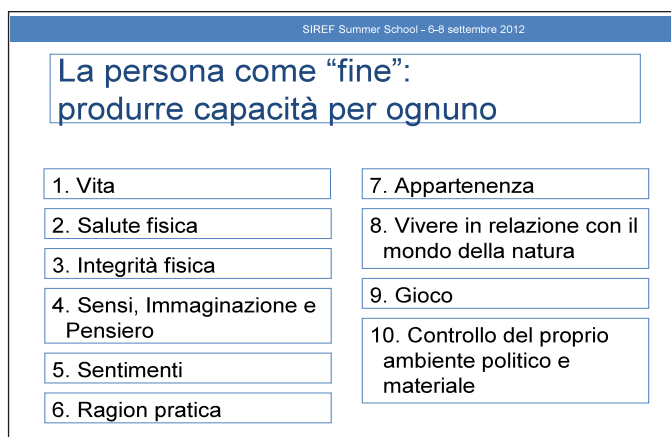 SIREF Summer School – 6-8 settembre 2012
La persona come “fine”:
produrre capacità per ognuno
1. Vita
2. Salute fisica
3. Integrità fisica
4. Sensi, Immaginazione e
Pensiero
5. Sentimenti
6. Ragion pratica
7. Appartenenza
8. Vivere in relazione con il
mondo della natura
9. Gioco
10. Controllo del proprio
ambiente politico e
materiale